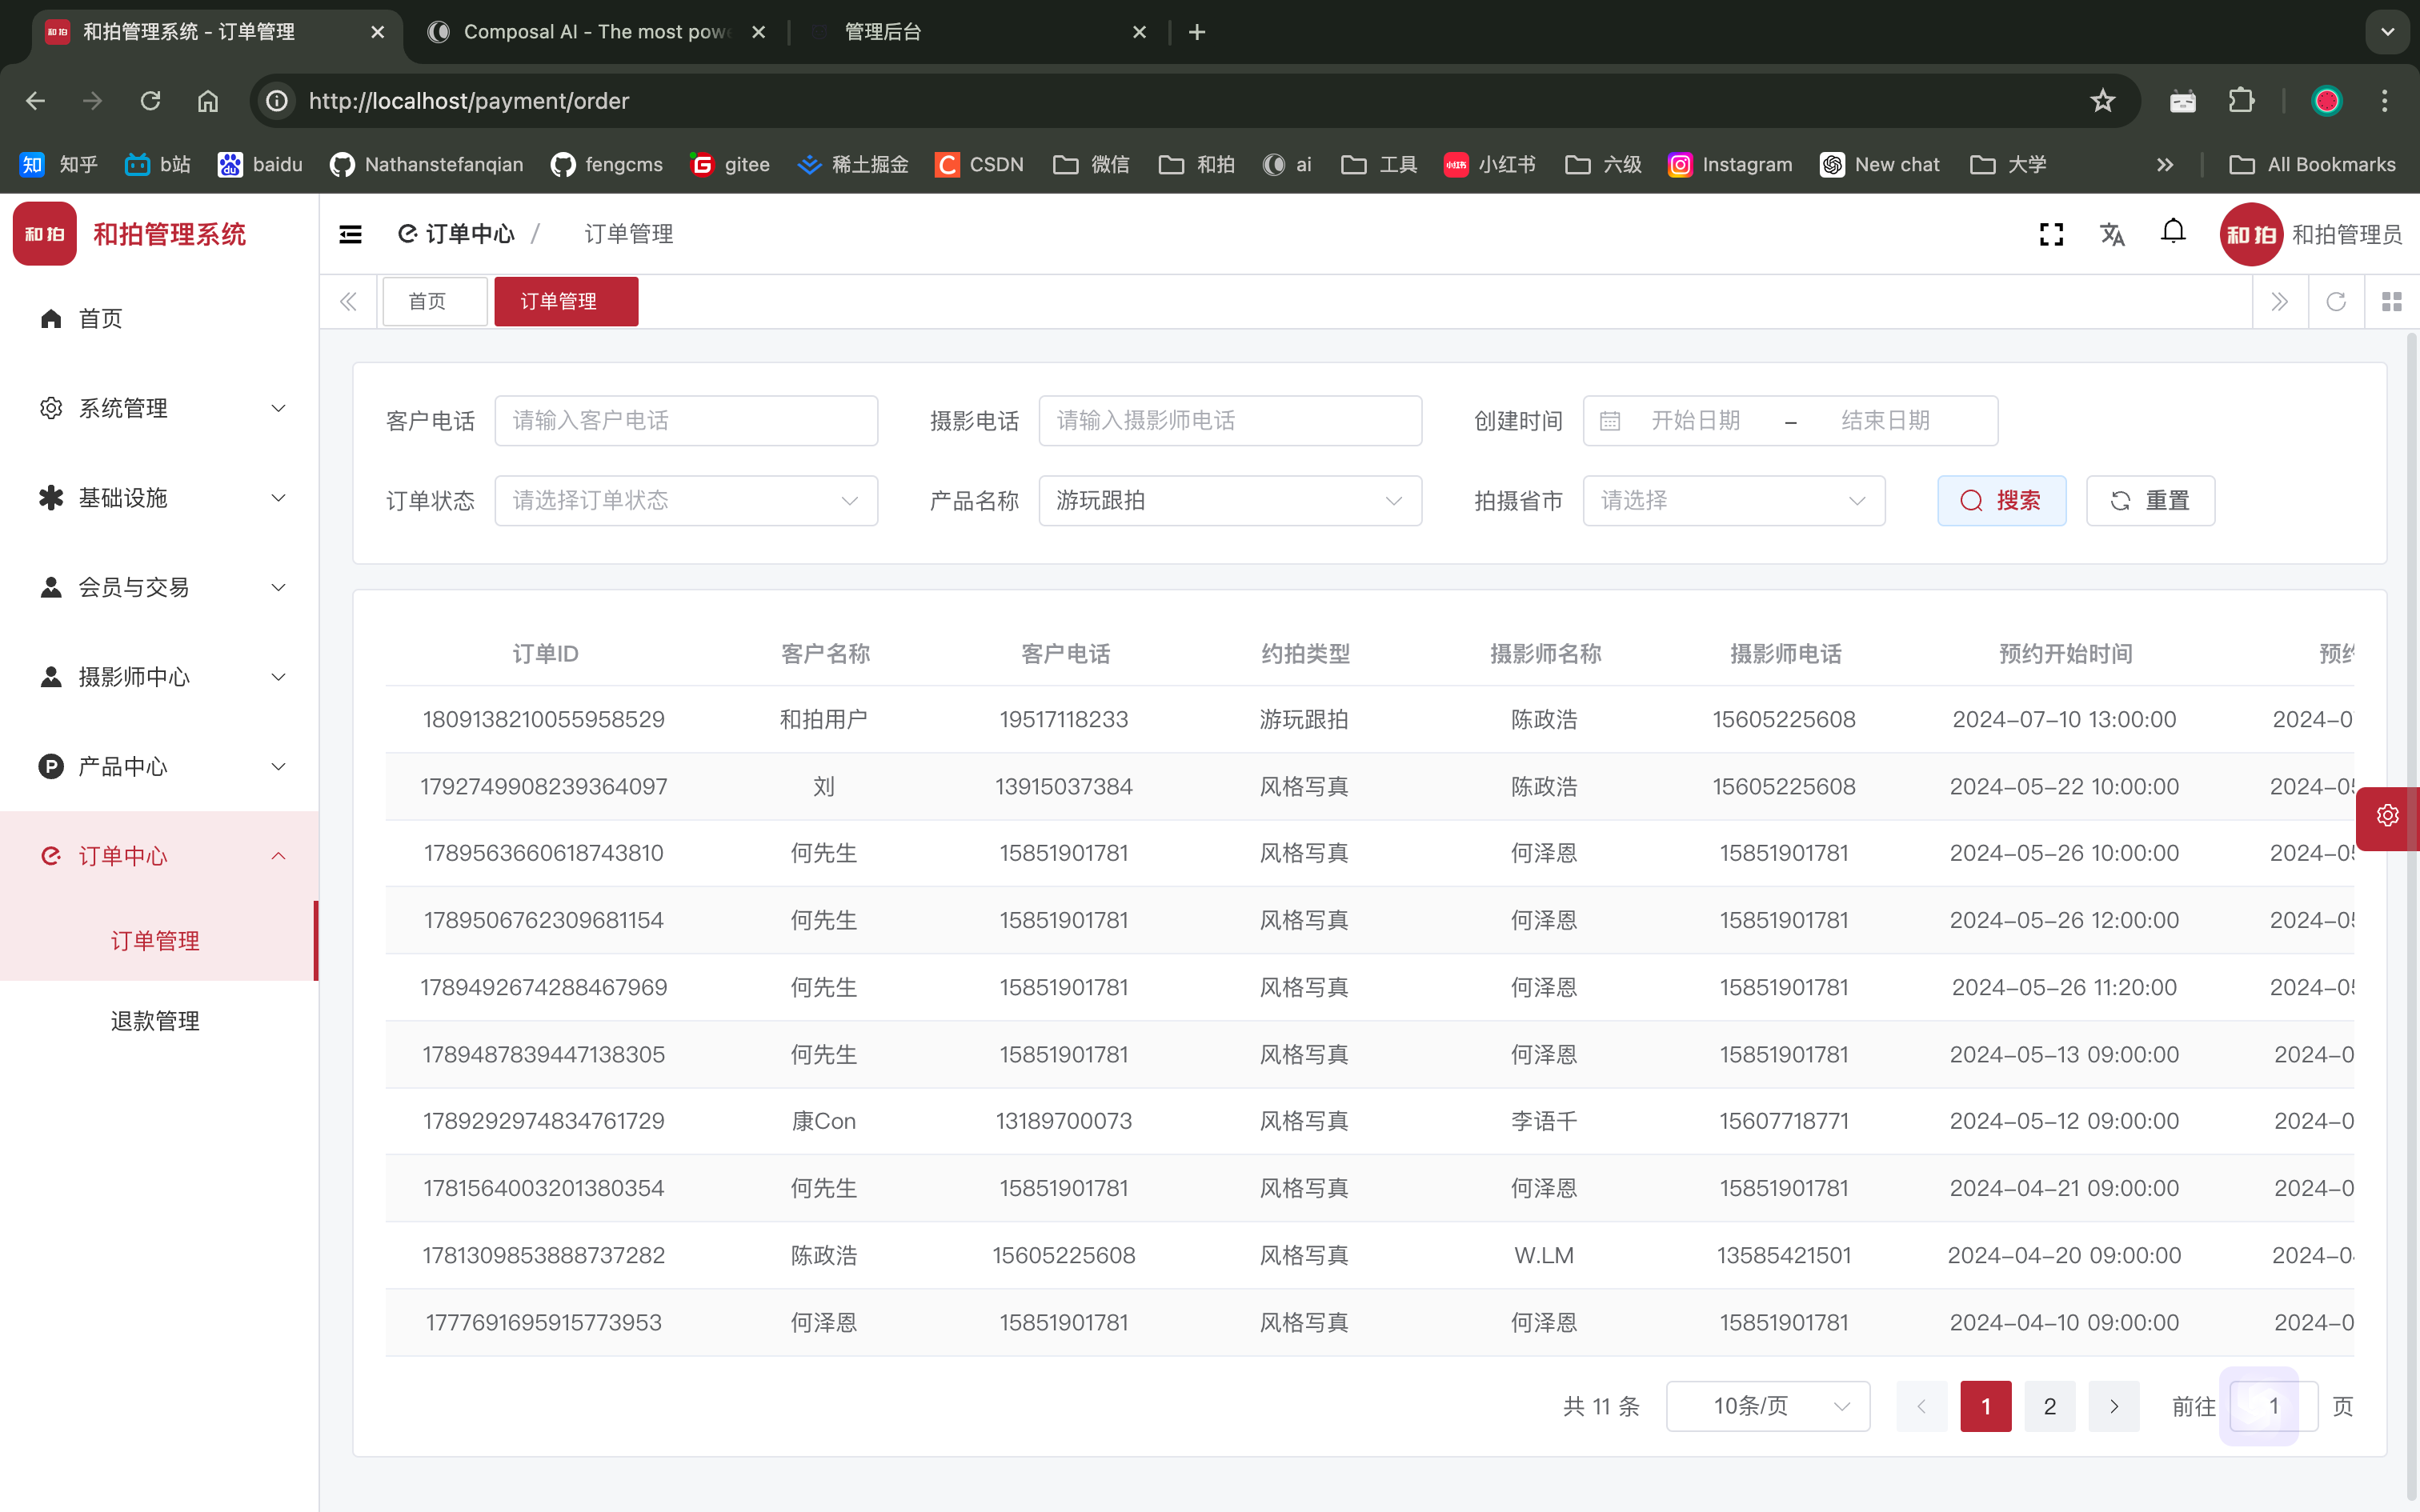 和拍 和拍管理系统 - 订单管理
Composal AI - The most pow
管理后台
http://localhost/payment/order
知 知乎 b站 du baidu Nathanstefanqian fengcms G gitee 稀土掘金 C CSDN 微信 和拍 ai 工具 小红书 小红书 六级 Instagram New chat 大学 All Bookmarks
和拍 和拍管理系统
订单中心 / 订单管理
和拍 和拍管理员
首页 订单管理
首页
系统管理
基础设施
会员与交易
摄影师中心
P 产品中心
订单中心
订单管理
退款管理
客户电话 请输入客户电话 摄影电话 请输入摄影师电话 创建时间 开始日期 - 结束日期
订单状态 请选择订单状态 产品名称 游玩跟拍 拍摄省市 请选择 搜索 重置
订单ID 客户名称 客户电话 约拍类型 摄影师名称 摄影师电话 预约开始时间 预约
1809138210055958529 和拍用户 19517118233 游玩跟拍 陈政浩 15605225608 2024-07-10 13:00:00 2024-0
1792749908239364097 刘 13915037384 风格写真 陈政浩 15605225608 2024-05-22 10:00:00 2024-05
1789563660618743810 何先生 15851901781 风格写真 何泽恩 15851901781 2024-05-26 10:00:00 2024-05
1789506762309681154 何先生 15851901781 风格写真 何泽恩 15851901781 2024-05-26 12:00:00 2024-05
1789492674288467969 何先生 15851901781 风格写真 何泽恩 15851901781 2024-05-26 11:20:00 2024-05
1789487839447138305 何先生 15851901781 风格写真 何泽恩 15851901781 2024-05-13 09:00:00 2024-0
1789292974834761729 康Con 13189700073 风格写真 李语千 15607718771 2024-05-12 09:00:00 2024-0
1781564003201380354 何先生 15851901781 风格写真 何泽恩 15851901781 2024-04-21 09:00:00 2024-0
1781309853888737282 陈政浩 15605225608 风格写真 W.LM 13585421501 2024-04-20 09:00:00 2024-0
1777691695915773953 何泽恩 15851901781 风格写真 何泽恩 15851901781 2024-04-10 09:00:00 2024-0
共 11 条 10条/页 1 2 前往 1 页